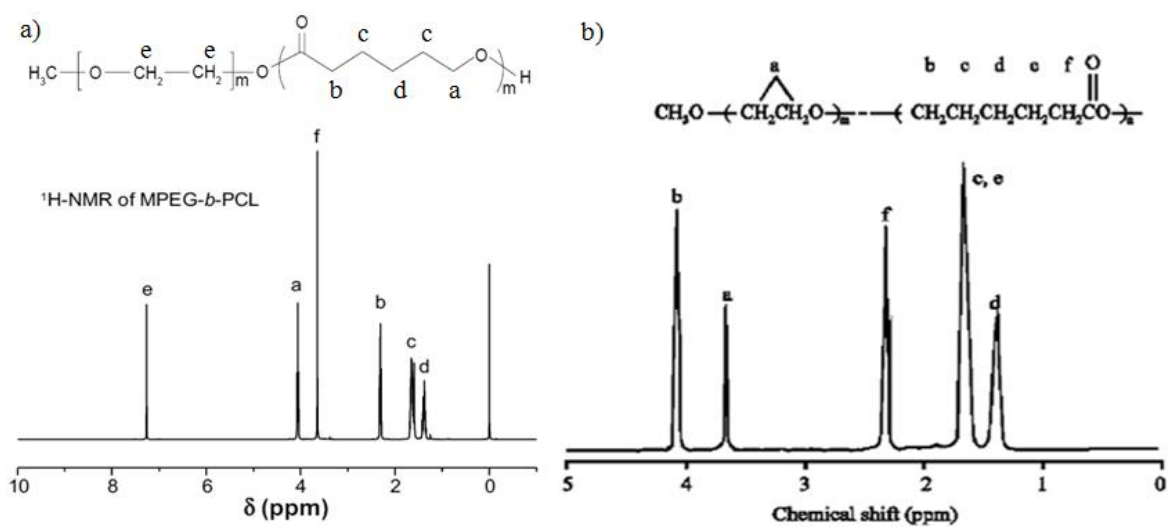 a)
O
c c
e e
H₃C O CH₂ CH₂ m O O m H
b d a
f
¹H-NMR of MPEG-b-PCL
e a b c d
10 8 6 4 2 0
δ (ppm)
b)
O
a b c d e f
CH₃O—(CH₂CH₂O)m---(CH₂CH₂CH₂CH₂CH₂CO)n
b a f c, e d
5 4 3 2 1 0
Chemical shift (ppm)